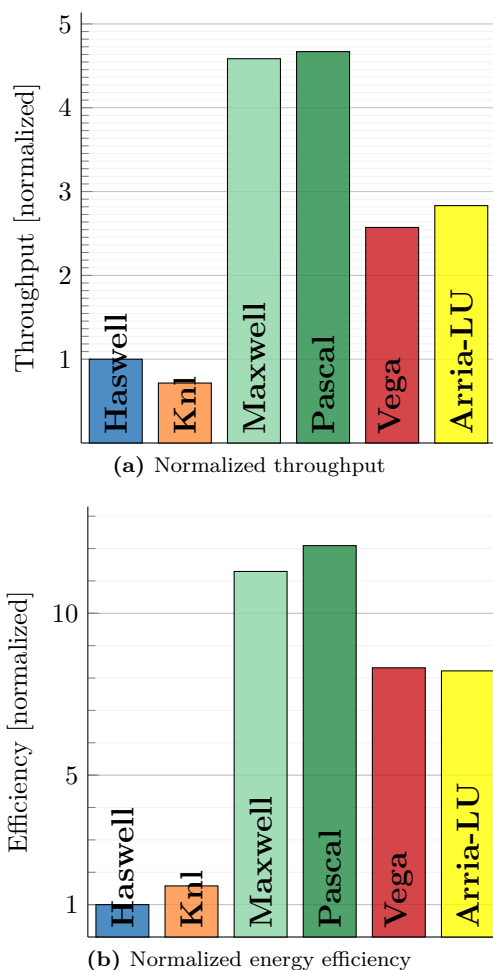 5
4
3
2
1
Throughput [normalized]
Haswell
Knl
Maxwell
Pascal
Vega
Arria-LU
(a) Normalized throughput
10
5
1
Efficiency [normalized]
Haswell
Knl
Maxwell
Pascal
Vega
Arria-LU
(b) Normalized energy efficiency